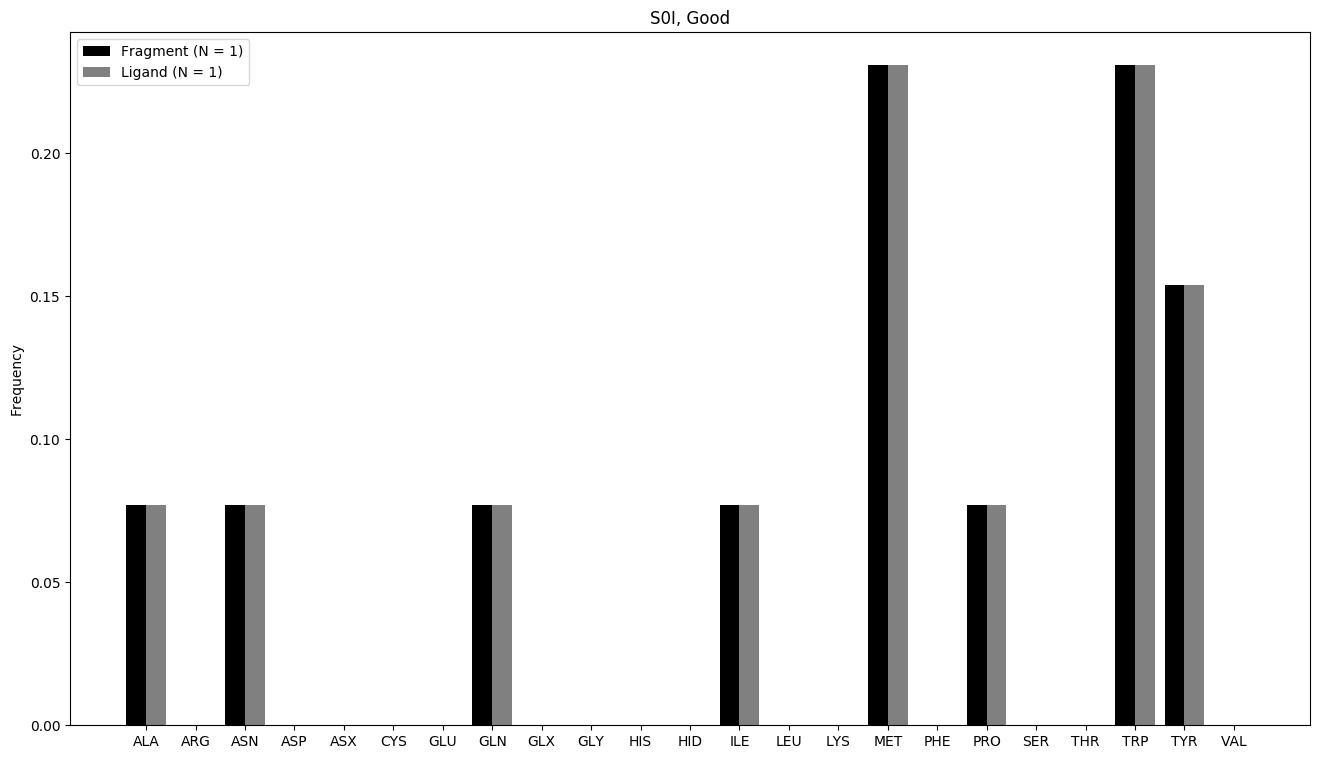 S0I, Good
Fragment (N = 1)
Ligand (N = 1)
Frequency
0.20
0.15
0.10
0.05
0.00
ALA ARG ASN ASP ASX CYS GLU GLN GLX GLY HIS HID ILE LEU LYS MET PHE PRO SER THR TRP TYR VAL